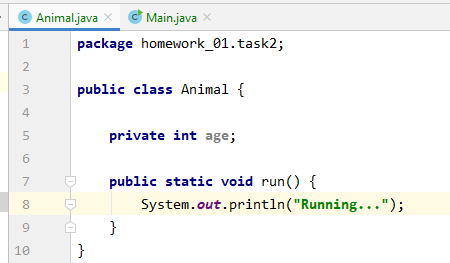 Animal.java Main.java
1 package homework_01.task2;
2
3 public class Animal {
4
5 private int age;
6
7 public static void run() {
8 System.out.println("Running...");
9 }
10 }